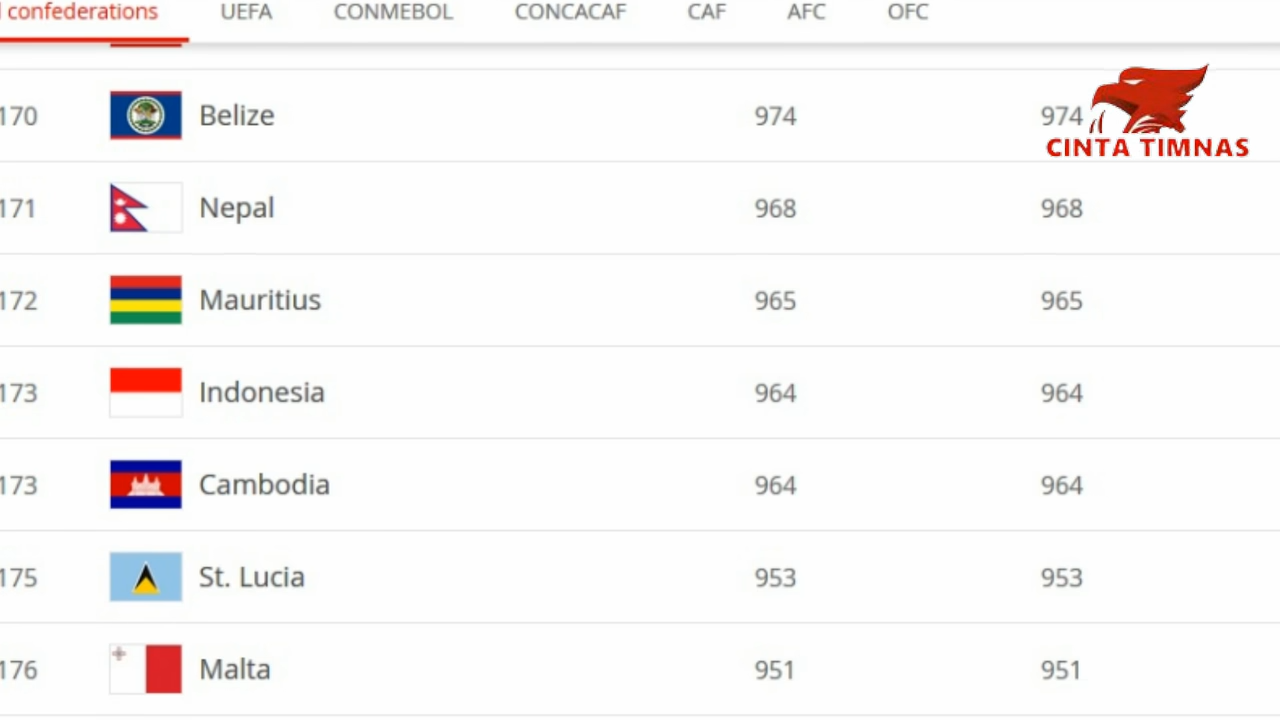 confederations UEFA CONMEBOL CONCACAF CAF AFC OFC
170 Belize 974 974
CINTA TIMNAS
171 Nepal 968 968
172 Mauritius 965 965
173 Indonesia 964 964
173 Cambodia 964 964
175 St. Lucia 953 953
176 Malta 951 951